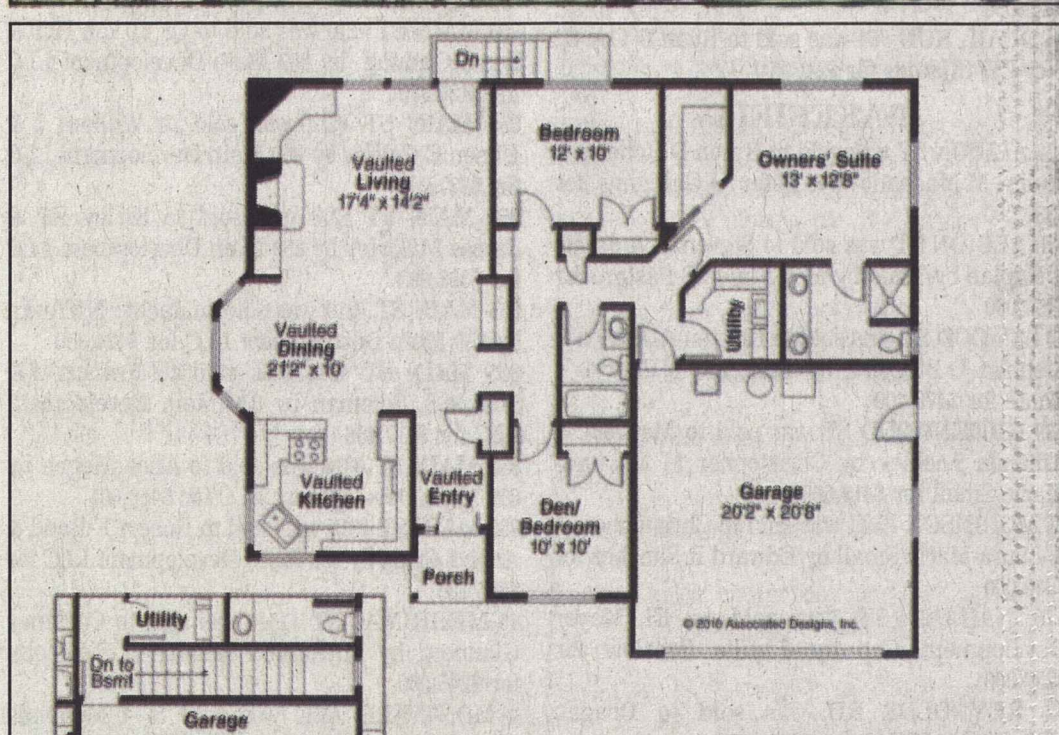 Dn
Bedroom
12' x 10'
Vaulted
Living
17'4" x 14'2"
Owners' Suite
13' x 12'8"
Utility
Vaulted
Dining
21'2" x 10'
Vaulted
Kitchen
Vaulted
Entry
Den/
Bedroom
10' x 10'
Garage
20'2" x 20'8"
Porch
© 2016 Associated Designs, Inc.
Utility
Dn to
Bsmt
Garage